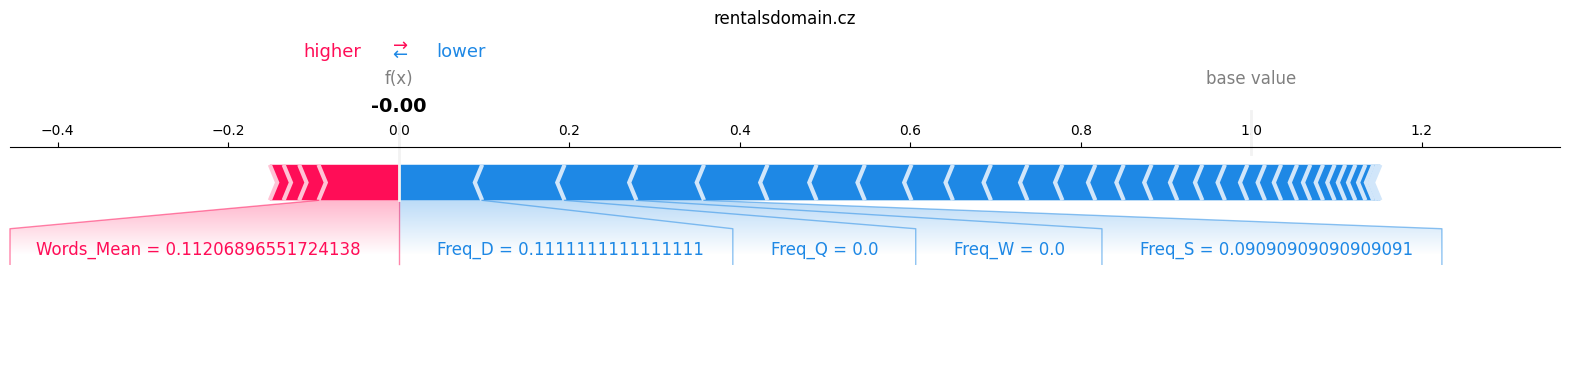 rentalsdomain.cz
higher → ← lower
f(x) base value
-0.00
−0.4 −0.2 0.0 0.2 0.4 0.6 0.8 1.0 1.2
Words_Mean = 0.11206896551724138 Freq_D = 0.1111111111111111 Freq_Q = 0.0 Freq_W = 0.0 Freq_S = 0.09090909090909091